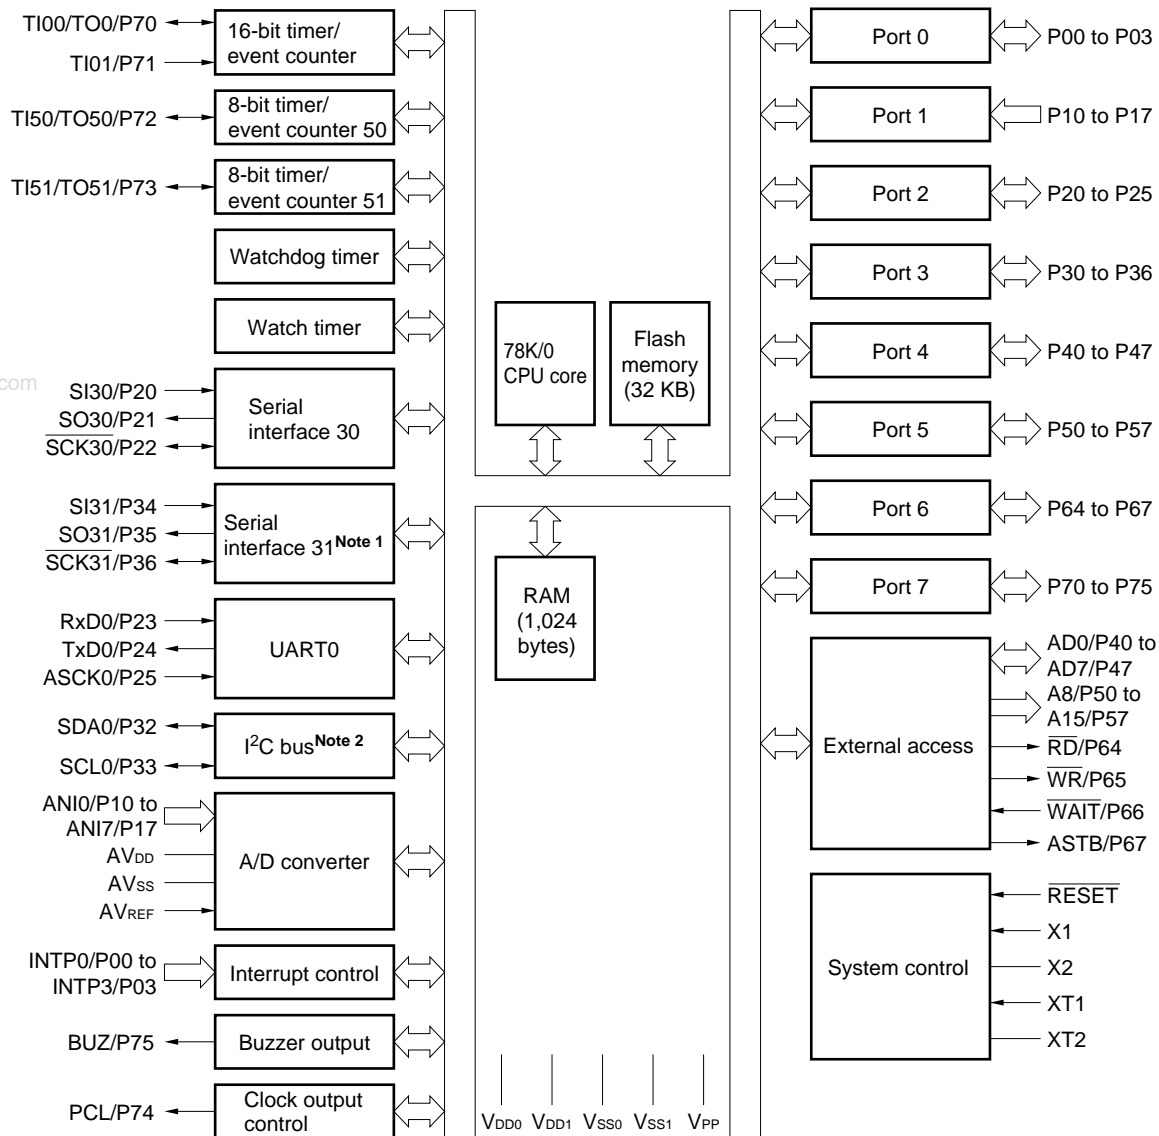 TI00/TO0/P70
TI01/P71
16-bit timer/
event counter
TI50/TO50/P72
8-bit timer/
event counter 50
TI51/TO51/P73
8-bit timer/
event counter 51
Watchdog timer
Watch timer
com
SI30/P20
SO30/P21
SCK30/P22
Serial
interface 30
SI31/P34
SO31/P35
SCK31/P36
Serial
interface 31Note 1
RxD0/P23
TxD0/P24
ASCK0/P25
UART0
SDA0/P32
SCL0/P33
I2C busNote 2
ANI0/P10 to
ANI7/P17
AVDD
AVSS
AVREF
A/D converter
INTP0/P00 to
INTP3/P03
Interrupt control
BUZ/P75
Buzzer output
PCL/P74
Clock output
control
78K/0
CPU core
Flash
memory
(32 KB)
RAM
(1,024
bytes)
VDD0 VDD1 VSS0 VSS1 VPP
Port 0 P00 to P03
Port 1 P10 to P17
Port 2 P20 to P25
Port 3 P30 to P36
Port 4 P40 to P47
Port 5 P50 to P57
Port 6 P64 to P67
Port 7 P70 to P75
External access
AD0/P40 to
AD7/P47
A8/P50 to
A15/P57
RD/P64
WR/P65
WAIT/P66
ASTB/P67
System control
RESET
X1
X2
XT1
XT2